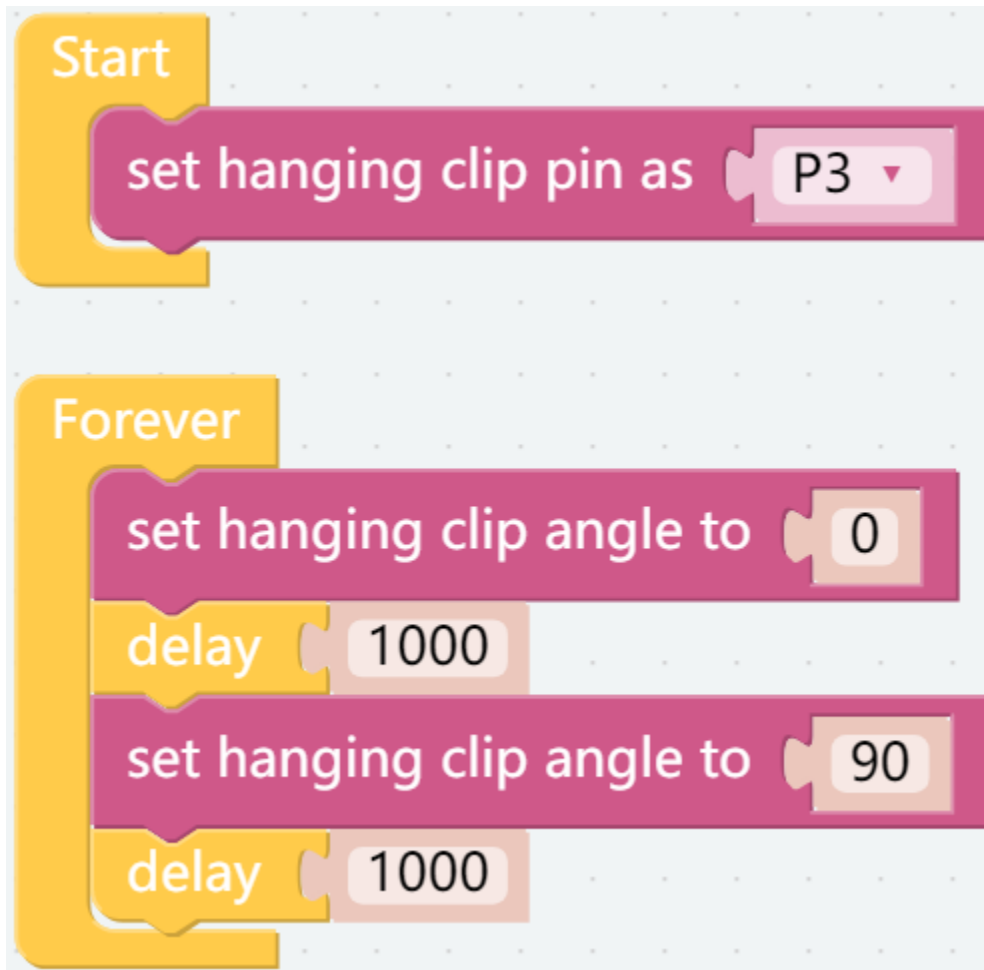 Start
set hanging clip pin as P3
Forever
set hanging clip angle to 0
delay 1000
set hanging clip angle to 90
delay 1000